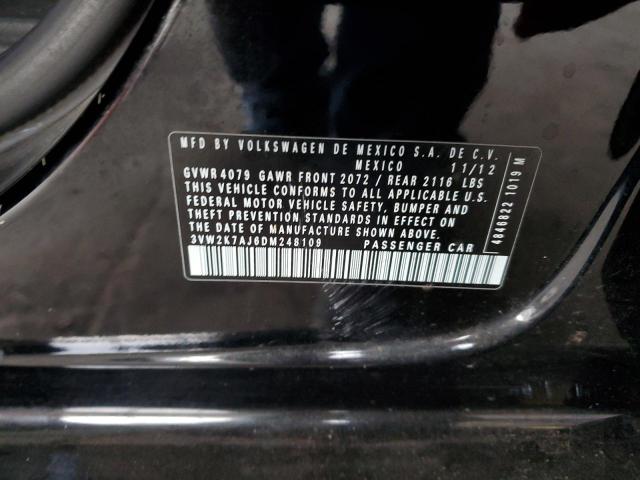 MFD BY VOLKSWAGEN DE MEXICO S.A. DE C.V.
MEXICO 11/12
GVWR 4079 GAWR FRONT 2072 / REAR 2116 LBS
THIS VEHICLE CONFORMS TO ALL APPLICABLE U.S.
FEDERAL MOTOR VEHICLE SAFETY, BUMPER AND
THEFT PREVENTION STANDARDS IN EFFECT ON
THE DATE OF MANUFACTURE SHOWN ABOVE.
3VW2K7AJ6DM248109 PASSENGER CAR
4846822 1019 M